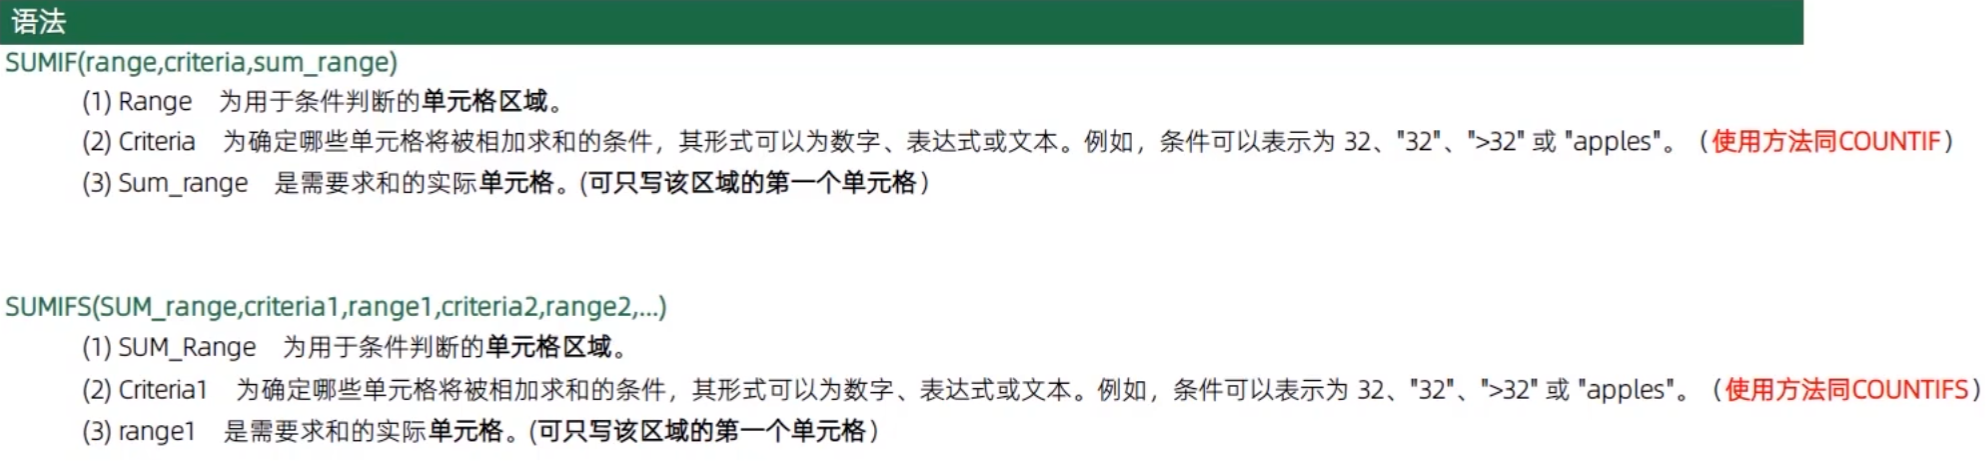 语法
SUMIF(range,criteria,sum_range)
(1) Range 为用于条件判断的单元格区域。
(2) Criteria 为确定哪些单元格将被相加求和的条件，其形式可以为数字、表达式或文本。例如，条件可以表示为 32、"32"、">32" 或 "apples"。（使用方法同COUNTIF）
(3) Sum_range 是需要求和的实际单元格。(可只写该区域的第一个单元格）
SUMIFS(SUM_range,criteria1,range1,criteria2,range2,...)
(1) SUM_Range 为用于条件判断的单元格区域。
(2) Criteria1 为确定哪些单元格将被相加求和的条件，其形式可以为数字、表达式或文本。例如，条件可以表示为 32、"32"、">32" 或 "apples"。（使用方法同COUNTIFS）
(3) range1 是需要求和的实际单元格。(可只写该区域的第一个单元格）